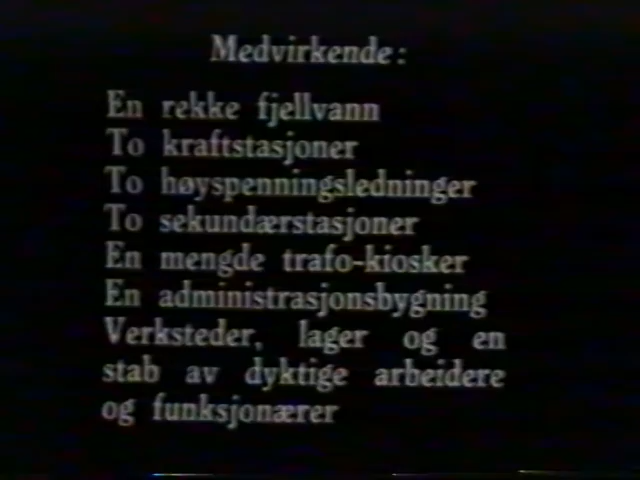 Medvirkende:
En rekke fjellvann
To kraftstasjoner
To høyspenningsledninger
To sekundærstasjoner
En mengde trafo-kiosker
En administrasjonsbygning
Verksteder, lager og en
stab av dyktige arbeidere
og funksjonærer